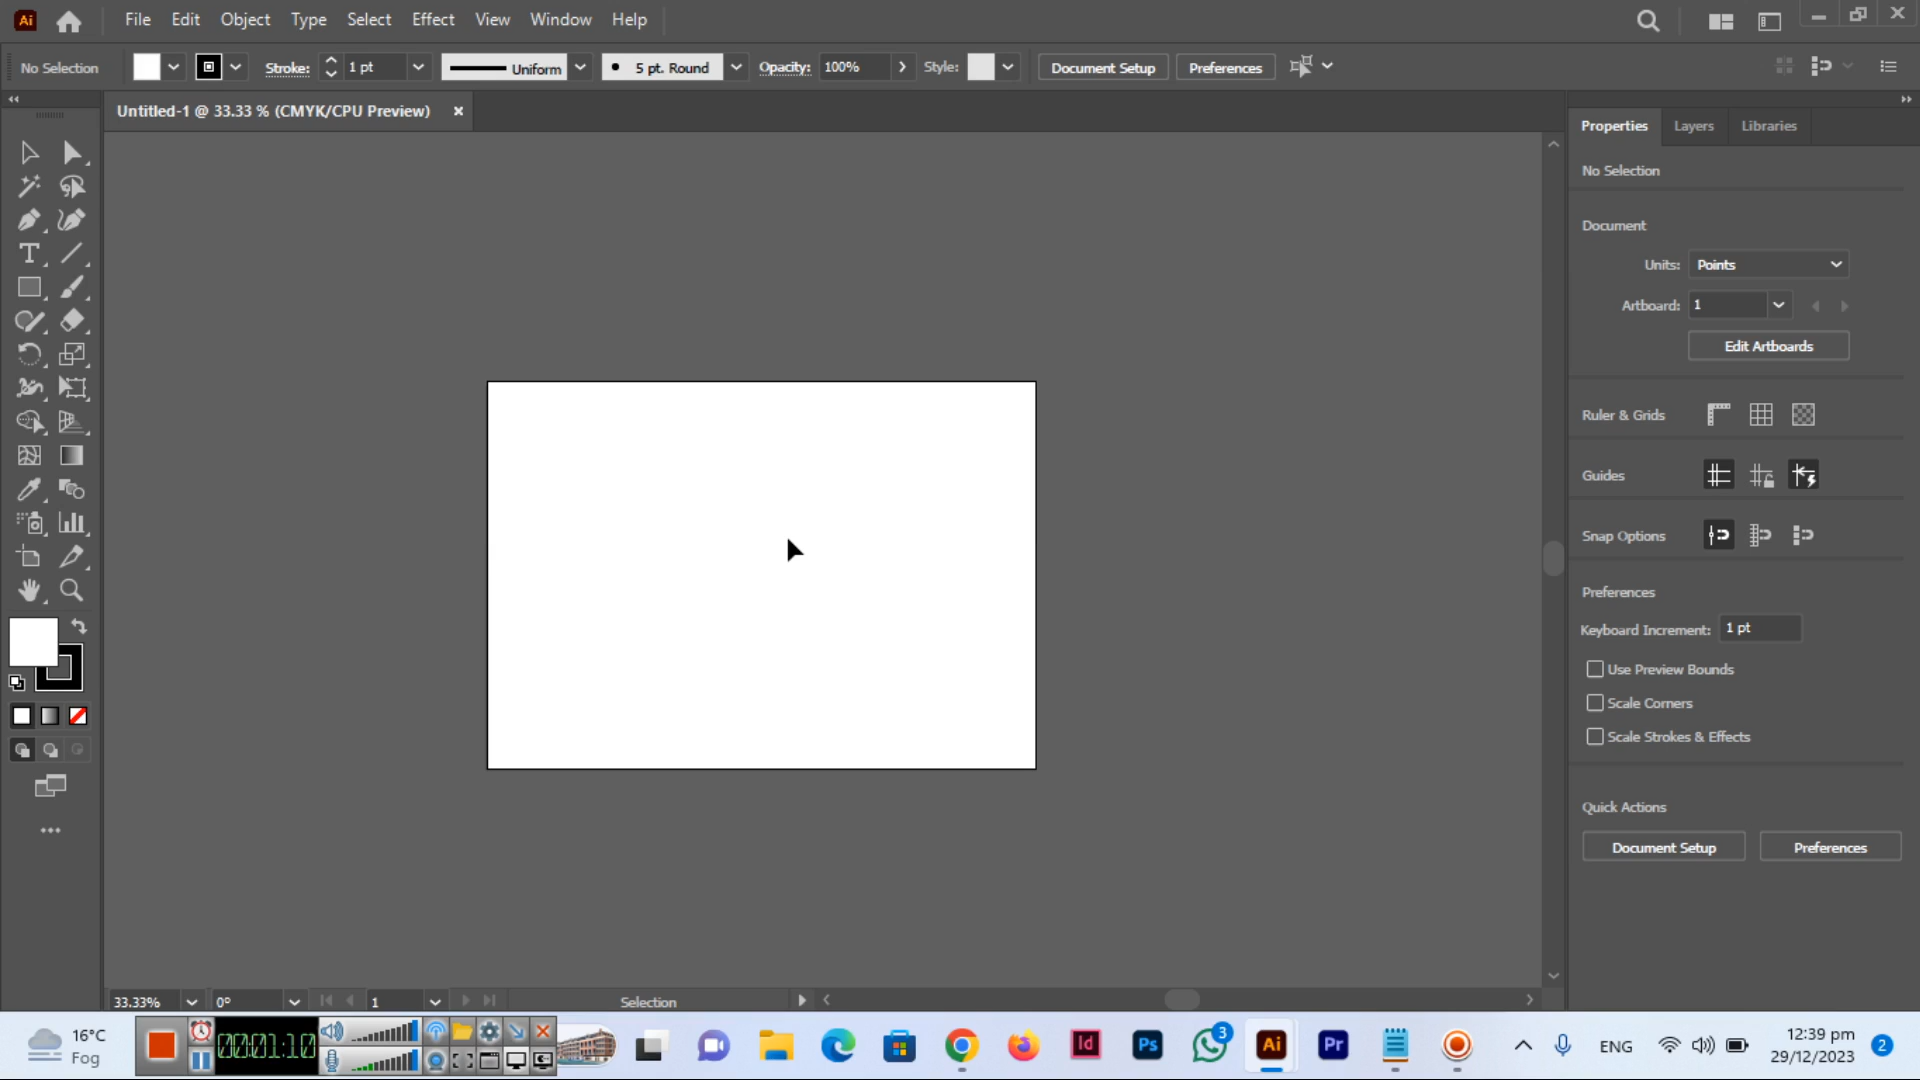 Ai File Edit Object Type Select Effect View Window Help
No Selection Stroke: 1 pt Uniform 5 pt. Round Opacity: 100% Style: Document Setup Preferences
Untitled-1 @ 33.33 % (CMYK/CPU Preview)
Properties Layers Libraries
No Selection
Document
Units: Points
Artboard: 1
Edit Artboards
Ruler & Grids
Guides
Snap Options
Preferences
Keyboard Increment: 1 pt
Use Preview Bounds
Scale Corners
Scale Strokes & Effects
Quick Actions
Document Setup Preferences
33.33% 0° 1 Selection
16°C
Fog
00:01:10
Id Ps 3 Ai Pr
ENG
12:39 pm
29/12/2023
2